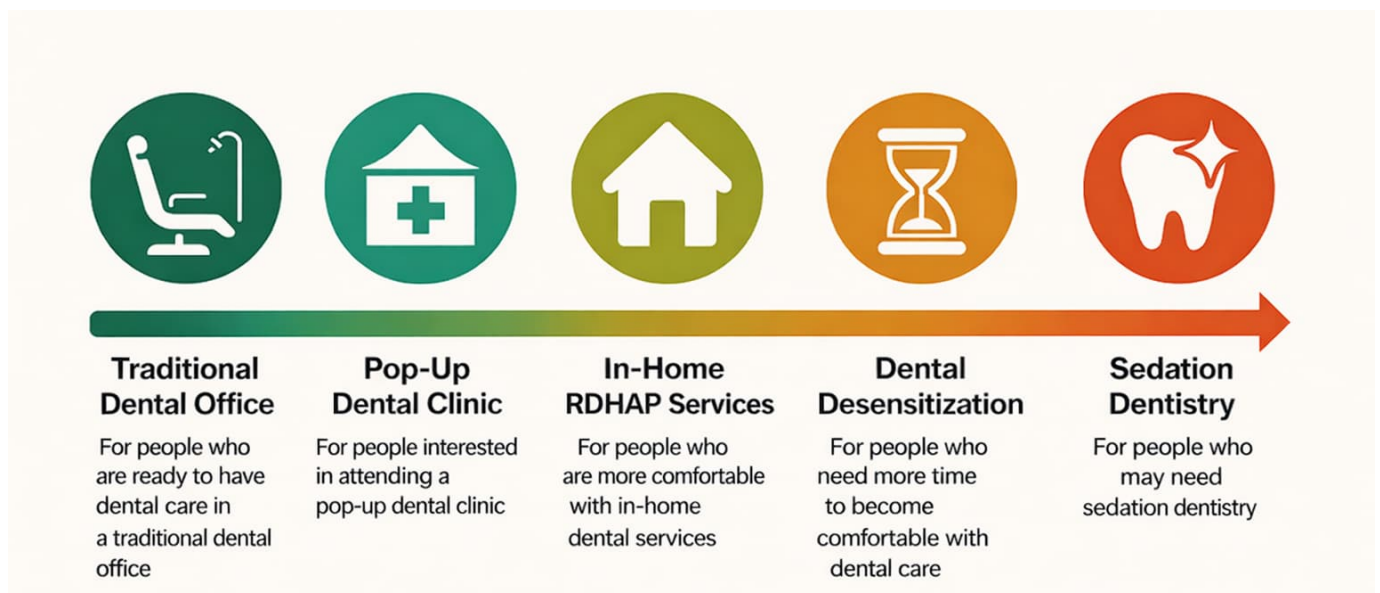 Traditional
Dental Office
For people who
are ready to have
dental care in
a traditional dental
office
Pop-Up
Dental Clinic
For people interested
in attending a
pop-up dental clinic
In-Home
RDHAP Services
For people who
are more comfortable
with in-home
dental services
Dental
Desensitization
For people who
need more time
to become
comfortable with
dental care
Sedation
Dentistry
For people who
may need
sedation dentistry